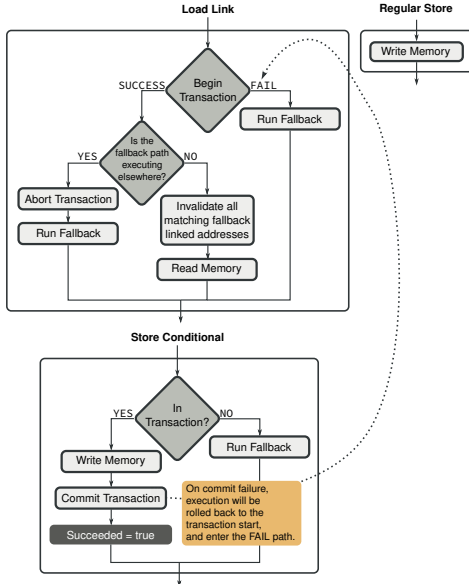 Load Link
Regular Store
Write Memory
Begin
Transaction
SUCCESS
FAIL
Run Fallback
Is the
fallback path
executing
elsewhere?
YES
NO
Abort Transaction
Run Fallback
Invalidate all
matching fallback
linked addresses
Read Memory
Store Conditional
In
Transaction?
YES
NO
Write Memory
Run Fallback
Commit Transaction
On commit failure,
execution will be
rolled back to the
transaction start,
and enter the FAIL path.
Succeeded = true